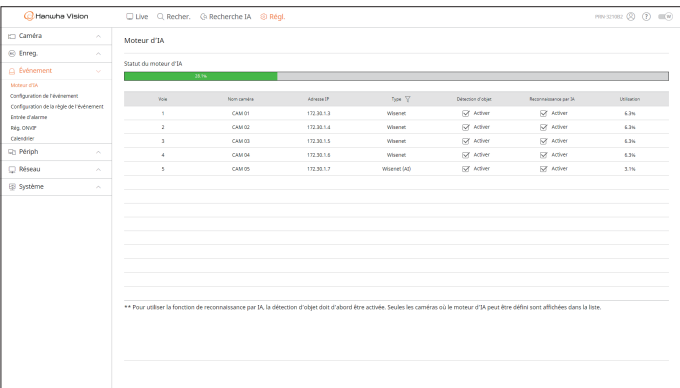 Hanwha Vision
Live Recher. Recherche IA Régl.
PRN-3210B2
Caméra
Enreg.
Événement
Moteur d'IA
Configuration de l'événement
Configuration de la règle de l'événement
Entrée d'alarme
Rég. ONVIF
Calendrier
Périph
Réseau
Système
Moteur d'IA
Statut du moteur d'IA
28.1%
Voie Nom caméra Adresse IP Type Détection d'objet Reconnaissance par IA Utilisation
1 CAM 01 172.30.1.3 Wisenet Activer Activer 6.3%
2 CAM 02 172.30.1.4 Wisenet Activer Activer 6.3%
3 CAM 03 172.30.1.5 Wisenet Activer Activer 6.3%
4 CAM 04 172.30.1.6 Wisenet Activer Activer 6.3%
5 CAM 05 172.30.1.7 Wisenet (AI) Activer Activer 3.1%
** Pour utiliser la fonction de reconnaissance par IA, la détection d'objet doit d'abord être activée. Seules les caméras où le moteur d'IA peut être défini sont affichées dans la liste.